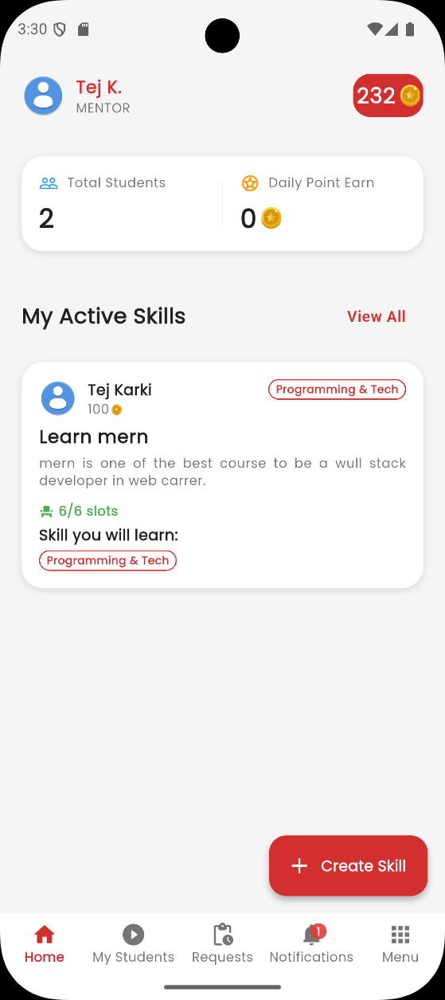 3:30
Tej K.
MENTOR
232
Total Students
2
Daily Point Earn
0
My Active Skills
View All
Tej Karki
100
Programming & Tech
Learn mern
mern is one of the best course to be a wull stack
developer in web carrer.
6/6 slots
Skill you will learn:
Programming & Tech
+ Create Skill
1
Home
My Students
Requests
Notifications
Menu